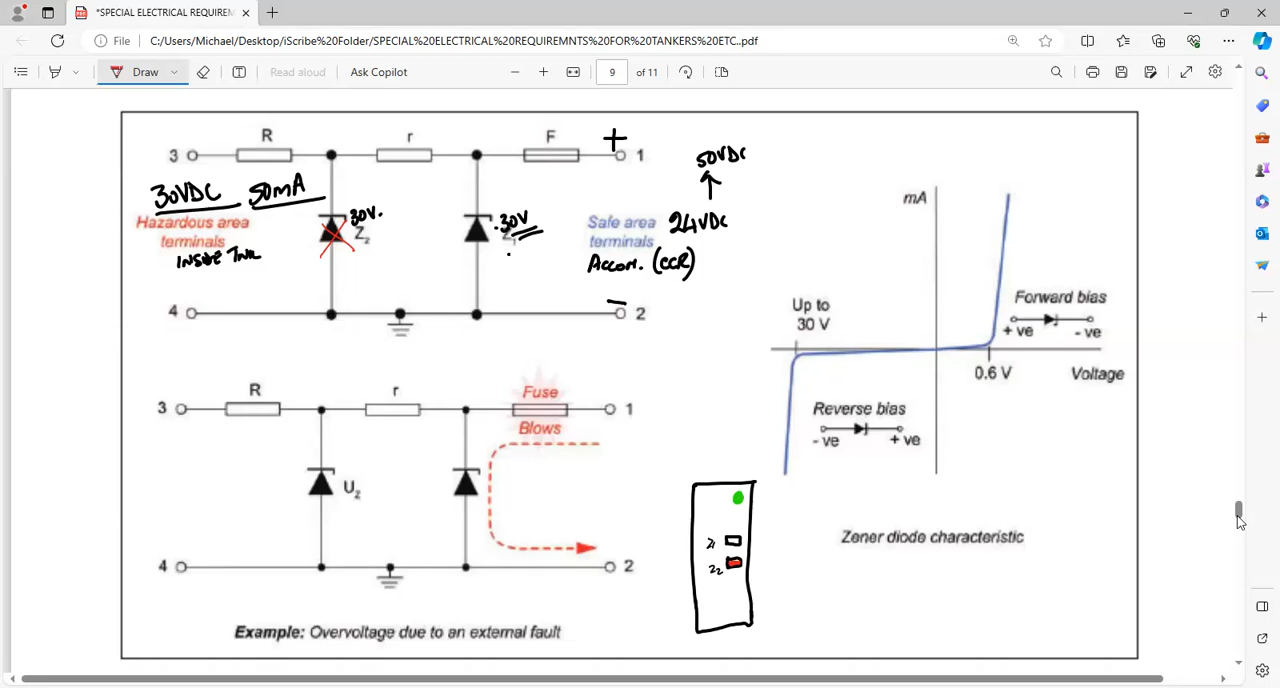 *SPECIAL ELECTRICAL REQUIREM
File
C:/Users/Michael/Desktop/iScribe%20Folder/SPECIAL%20ELECTRICAL%20REQUIREMNTS%20FOR%20TANKERS%20ETC..pdf
Draw
Read aloud
Ask Copilot
9
of 11
R
r
F
+
3
1
50VDC
30VDC 50mA
30V.
30V
24VDC
Hazardous area
terminals
INSIDE
Z2
Z1
Safe area
terminals
Accom. (CCR)
4
-
2
mA
Up to
30 V
Forward bias
+ ve
- ve
0.6 V
Voltage
Reverse bias
- ve
+ ve
Zener diode characteristic
R
r
Fuse
Blows
3
1
Uz
4
2
Z1
Z2
Example: Overvoltage due to an external fault